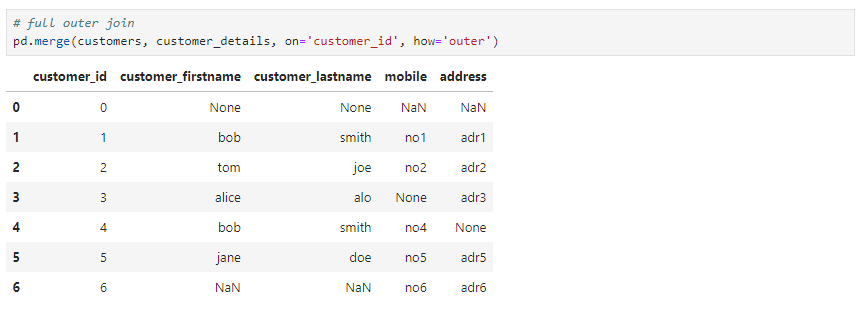 # full outer join
pd.merge(customers, customer_details, on='customer_id', how='outer')
customer_id customer_firstname customer_lastname mobile address
0 0 None None NaN NaN
1 1 bob smith no1 adr1
2 2 tom joe no2 adr2
3 3 alice alo None adr3
4 4 bob smith no4 None
5 5 jane doe no5 adr5
6 6 NaN NaN no6 adr6